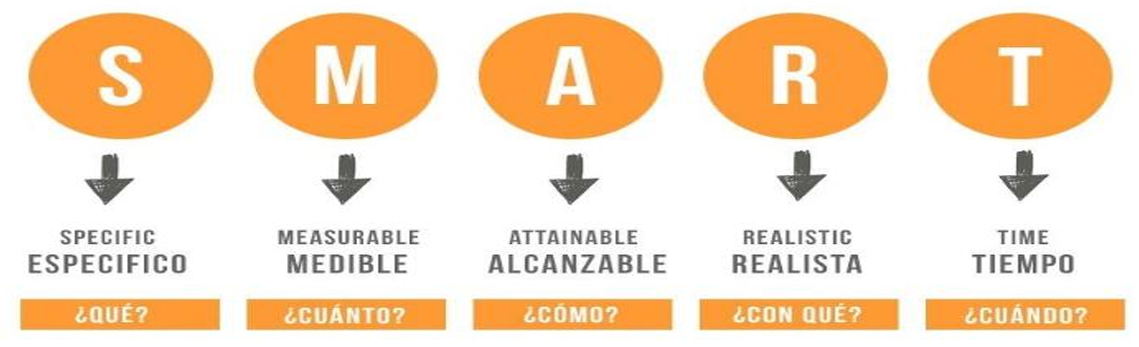 S M A R T
SPECIFIC MEASURABLE ATTAINABLE REALISTIC TIME
ESPECIFICO MEDIBLE ALCANZABLE REALISTA TIEMPO
¿QUÉ? ¿CUÁNTO? ¿CÓMO? ¿CON QUÉ? ¿CUÁNDO?